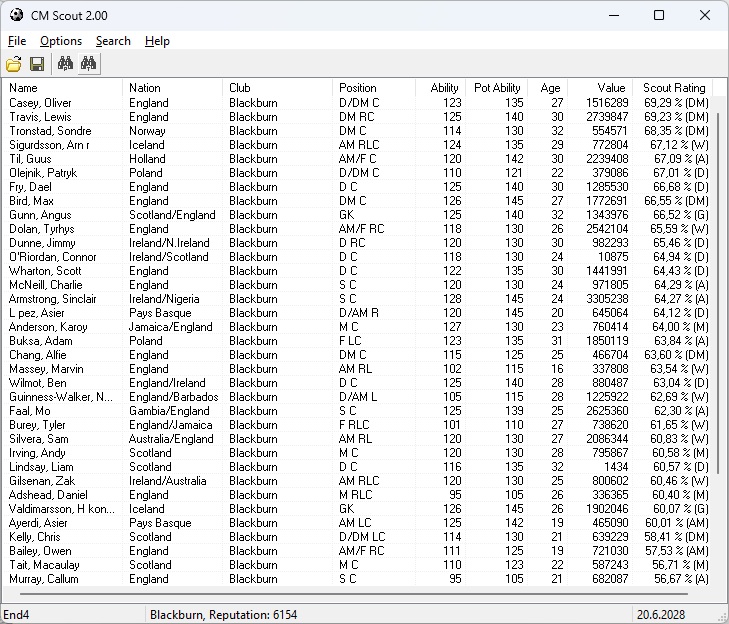 CM Scout 2.00
File Options Search Help
Name Nation Club Position Ability Pot Ability Age Value Scout Rating
Casey, Oliver England Blackburn D/DM C 123 135 27 1516289 69,29 % (DM)
Travis, Lewis England Blackburn DM RC 125 140 30 2739847 69,23 % (DM)
Tronstad, Sondre Norway Blackburn DM C 114 130 32 554571 68,35 % (DM)
Sigurdsson, Arn r Iceland Blackburn AM RLC 124 135 29 772804 67,12 % (W)
Til, Guus Holland Blackburn AM/F C 120 142 30 2239408 67,09 % (A)
Olejnik, Patryk Poland Blackburn D/DM C 110 121 22 379086 67,01 % (D)
Fry, Dael England Blackburn D C 125 140 30 1285530 66,68 % (D)
Bird, Max England Blackburn DM C 126 145 27 1772691 66,55 % (DM)
Gunn, Angus Scotland/England Blackburn GK 125 140 32 1343976 66,52 % (G)
Dolan, Tyrhys England Blackburn AM/F RC 118 130 26 2542104 65,59 % (W)
Dunne, Jimmy Ireland/N.Ireland Blackburn D RC 120 130 30 982293 65,46 % (D)
O'Riordan, Connor Ireland/Scotland Blackburn D C 118 130 24 10875 64,94 % (D)
Wharton, Scott England Blackburn D C 122 135 30 1441991 64,43 % (D)
McNeill, Charlie England Blackburn S C 120 130 24 971805 64,29 % (A)
Armstrong, Sinclair Ireland/Nigeria Blackburn S C 128 145 24 3305238 64,27 % (A)
L pez, Asier Pays Basque Blackburn D/AM R 120 145 20 645064 64,12 % (D)
Anderson, Karoy Jamaica/England Blackburn M C 127 130 23 760414 64,00 % (M)
Buksa, Adam Poland Blackburn F LC 123 135 31 1850119 63,84 % (A)
Chang, Alfie England Blackburn DM C 115 125 25 466704 63,60 % (DM)
Massey, Marvin England Blackburn AM RL 102 115 16 337808 63,54 % (W)
Wilmot, Ben England/Ireland Blackburn D C 125 140 28 880487 63,04 % (D)
Guinness-Walker, N... England/Barbados Blackburn D/AM L 105 115 28 1225922 62,69 % (W)
Faal, Mo Gambia/England Blackburn S C 125 139 25 2625360 62,30 % (A)
Burey, Tyler England/Jamaica Blackburn F RLC 101 110 27 738620 61,65 % (W)
Silvera, Sam Australia/England Blackburn AM RL 120 130 27 2086344 60,83 % (W)
Irving, Andy Scotland Blackburn M C 120 130 28 795867 60,58 % (M)
Lindsay, Liam Scotland Blackburn D C 116 135 32 1434 60,57 % (D)
Gilsenan, Zak Ireland/Australia Blackburn AM RLC 120 130 25 800602 60,46 % (W)
Adshead, Daniel England Blackburn M RLC 95 105 26 336365 60,40 % (M)
Valdimarsson, H kon... Iceland Blackburn GK 126 145 26 1902046 60,07 % (G)
Ayerdi, Asier Pays Basque Blackburn AM LC 125 142 19 465090 60,01 % (AM)
Kelly, Chris Scotland Blackburn D/DM LC 114 130 21 639229 58,41 % (DM)
Bailey, Owen England Blackburn AM/F RC 111 125 19 721030 57,53 % (AM)
Tait, Macaulay Scotland Blackburn M C 110 123 22 587243 56,71 % (M)
Murray, Callum England Blackburn S C 95 105 21 682087 56,67 % (A)
End4 Blackburn, Reputation: 6154 20.6.2028